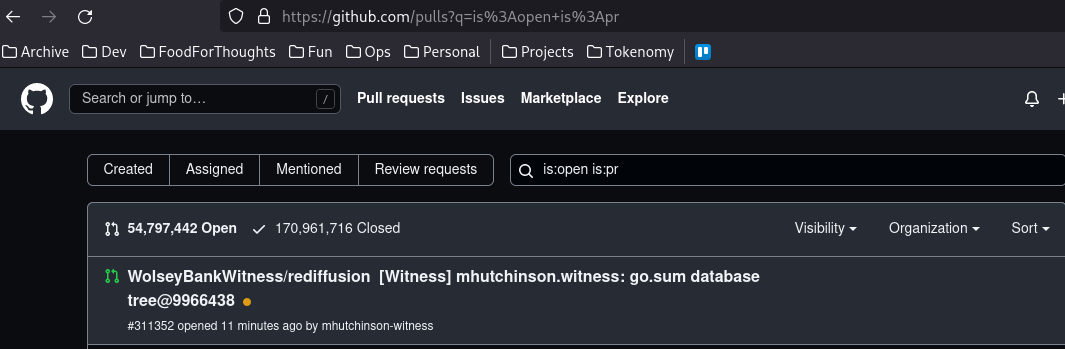 https://github.com/pulls?q=is%3Aopen+is%3Apr
Archive Dev FoodForThoughts Fun Ops Personal Projects Tokenomy
Search or jump to… / Pull requests Issues Marketplace Explore
Created Assigned Mentioned Review requests is:open is:pr
54,797,442 Open 170,961,716 Closed Visibility Organization Sort
WolseyBankWitness/rediffusion [Witness] mhutchinson.witness: go.sum database
tree@9966438
#311352 opened 11 minutes ago by mhutchinson-witness